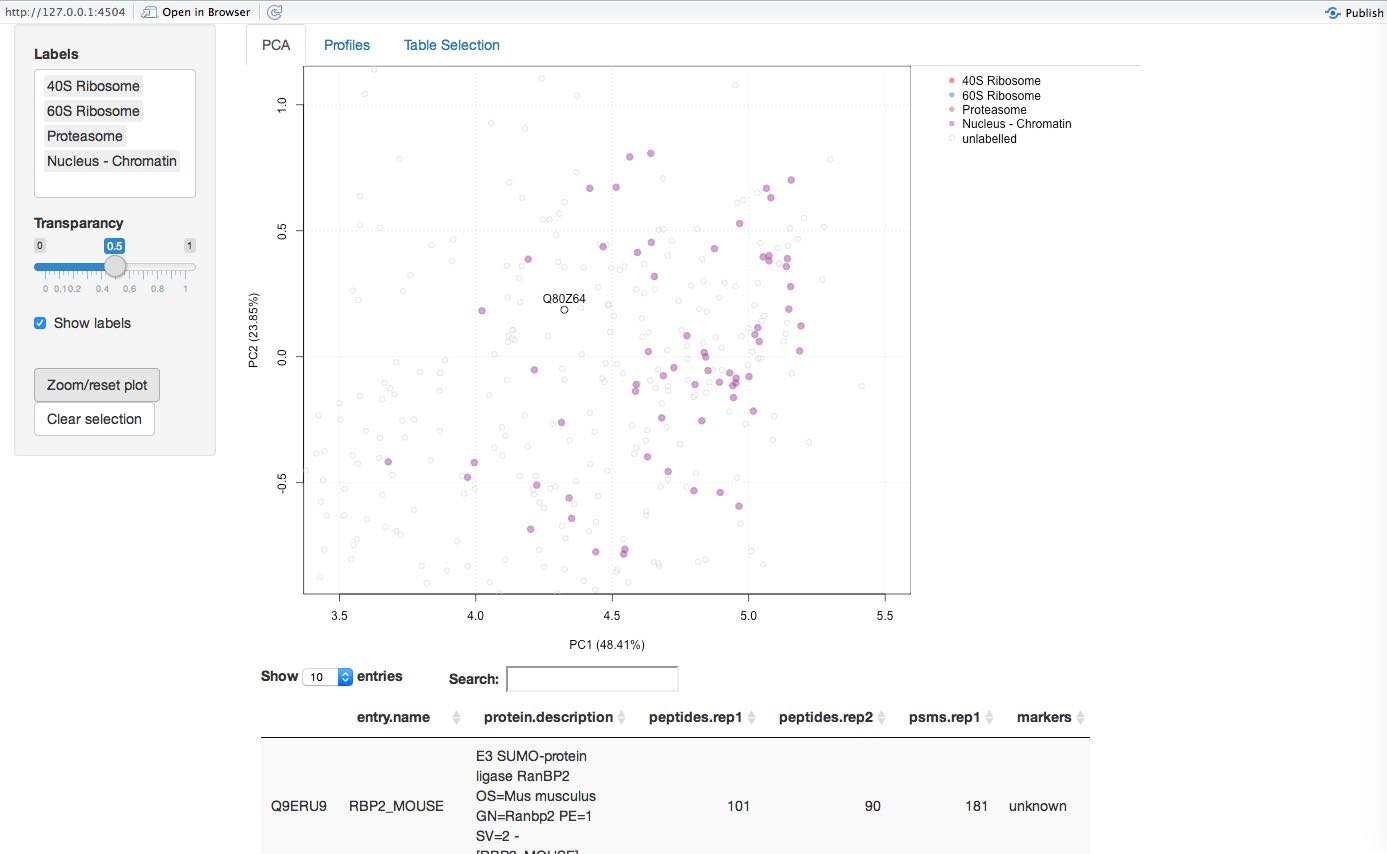 http://127.0.0.1:4504 Open in Browser Publish
Labels
40S Ribosome
60S Ribosome
Proteasome
Nucleus - Chromatin
Transparancy
0 0.5 1
0 0.1 0.2 0.4 0.6 0.8 1
Show labels
Zoom/reset plot
Clear selection
PCA Profiles Table Selection
40S Ribosome
60S Ribosome
Proteasome
Nucleus - Chromatin
unlabelled
PC2 (23.85%)
1.0
0.5
0.0
-0.5
Q80Z64
3.5 4.0 4.5 5.0 5.5
PC1 (48.41%)
Show 10 entries Search:
entry.name protein.description peptides.rep1 peptides.rep2 psms.rep1 markers
E3 SUMO-protein
ligase RanBP2
OS=Mus musculus
Q9ERU9 RBP2_MOUSE GN=Ranbp2 PE=1 101 90 181 unknown
SV=2 -
[RBP2_MOUSE]